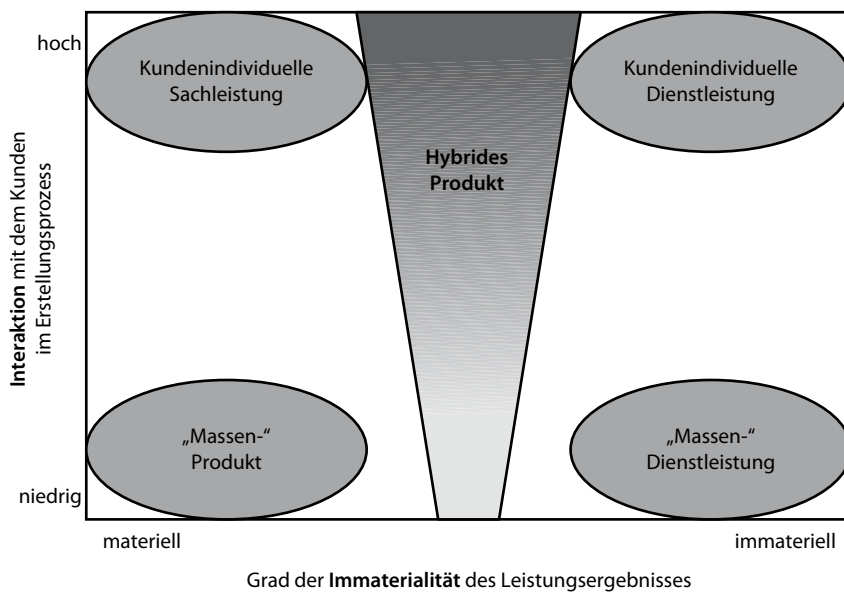 hoch
Kundenindividuelle
Sachleistung
Kundenindividuelle
Dienstleistung
Hybrides
Produkt
Interaktion mit dem Kunden
im Erstellungsprozess
„Massen-“
Produkt
„Massen-“
Dienstleistung
niedrig
materiell
immateriell
Grad der Immaterialität des Leistungsergebnisses